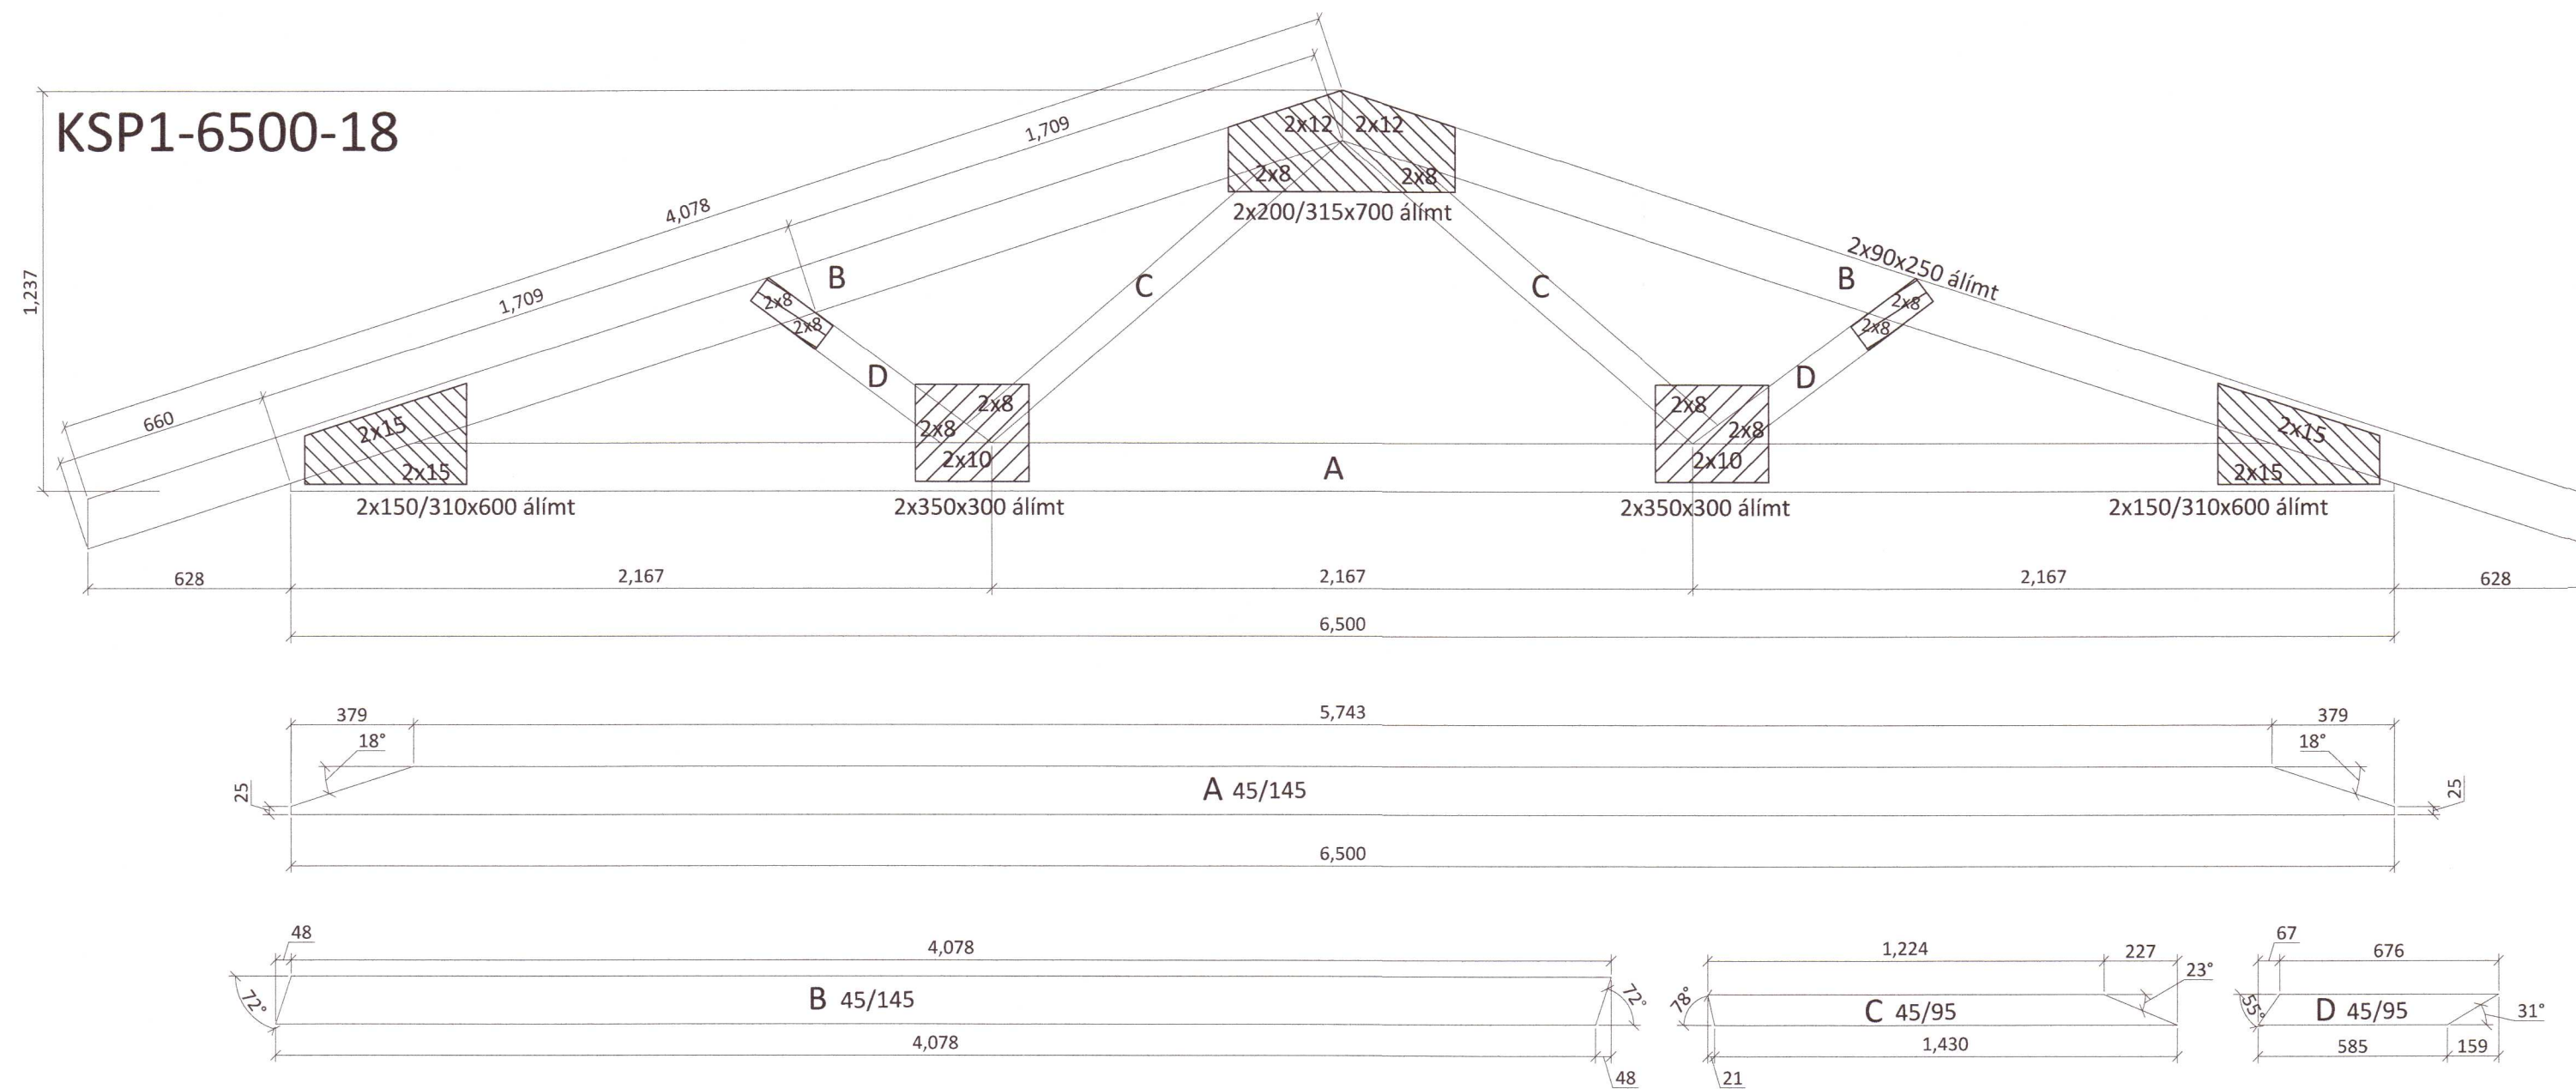 KSP1-6500-18
1,237
4,078
1,709
1,709
660
2x12 2x12
2x8 2x8
2x200/315x700 álímt
2x90x250 álímt
B
B
C
C
D
D
A
2x8
2x8
2x8
2x8
2x15
2x15
2x8
2x8
2x10
2x8
2x8
2x10
2x15
2x15
2x150/310x600 álímt
2x350x300 álímt
2x350x300 álímt
2x150/310x600 álímt
628
2,167
2,167
2,167
628
6,500
379
5,743
379
18°
18°
25
25
A 45/145
6,500
48
4,078
72°
72°
B 45/145
4,078
48
1,224
227
23°
78°
C 45/95
1,430
21
67
676
55°
31°
D 45/95
585
159